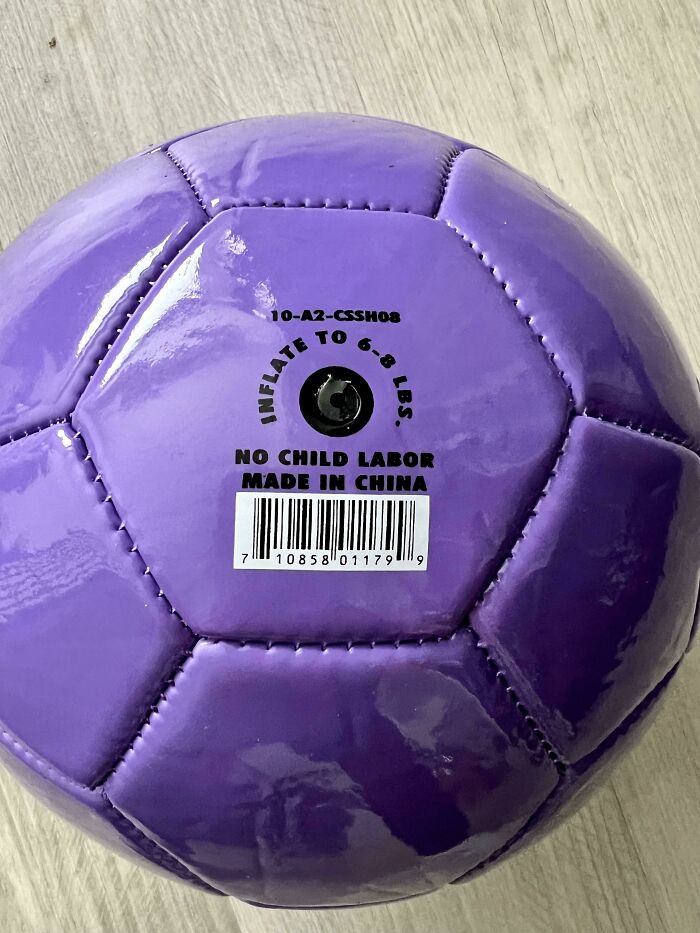 10-A2-CSSH08
INFLATE TO 6-8 LBS.
NO CHILD LABOR
MADE IN CHINA
7 10858 01179 9